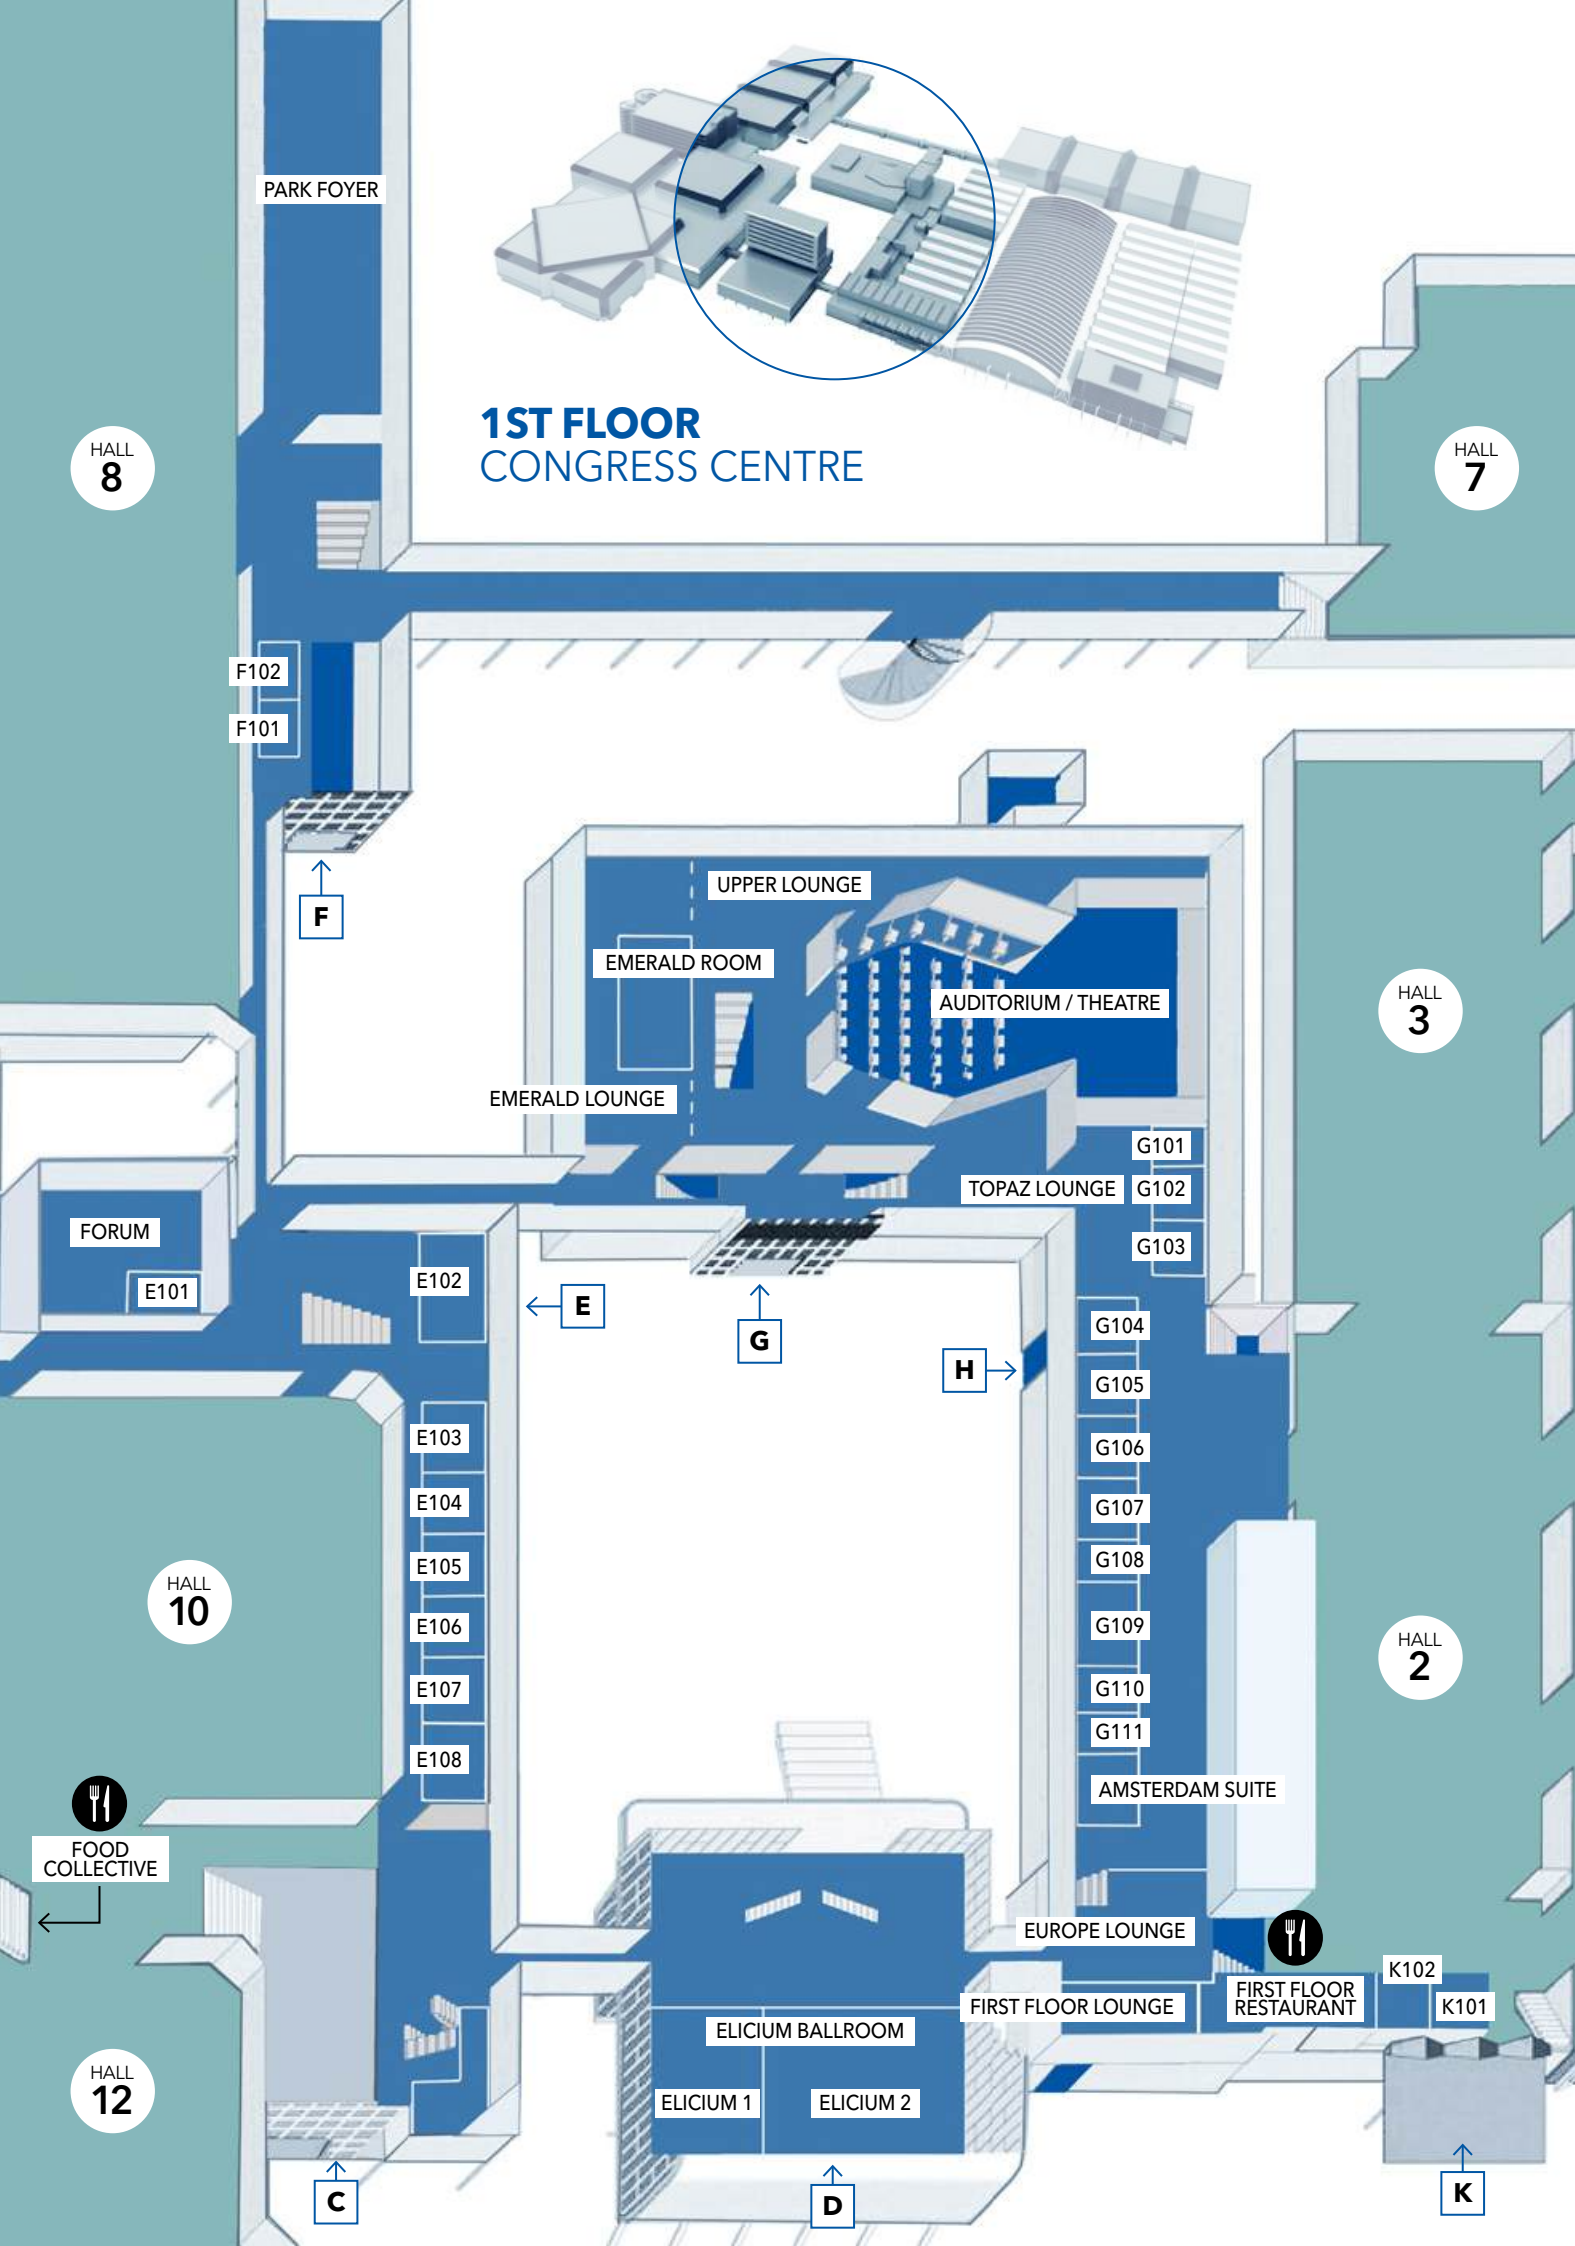 PARK FOYER
1ST FLOOR
CONGRESS CENTRE
HALL
8
HALL
7
F102
F101
F
UPPER LOUNGE
EMERALD ROOM
AUDITORIUM / THEATRE
HALL
3
EMERALD LOUNGE
G101
TOPAZ LOUNGE
G102
G103
FORUM
E101
E102
E
G
H
G104
G105
G106
G107
G108
G109
G110
G111
AMSTERDAM SUITE
E103
E104
E105
E106
E107
E108
HALL
10
HALL
2
FOOD
COLLECTIVE
EUROPE LOUNGE
K102
FIRST FLOOR
RESTAURANT
K101
FIRST FLOOR LOUNGE
ELICIUM BALLROOM
ELICIUM 1
ELICIUM 2
HALL
12
C
D
K